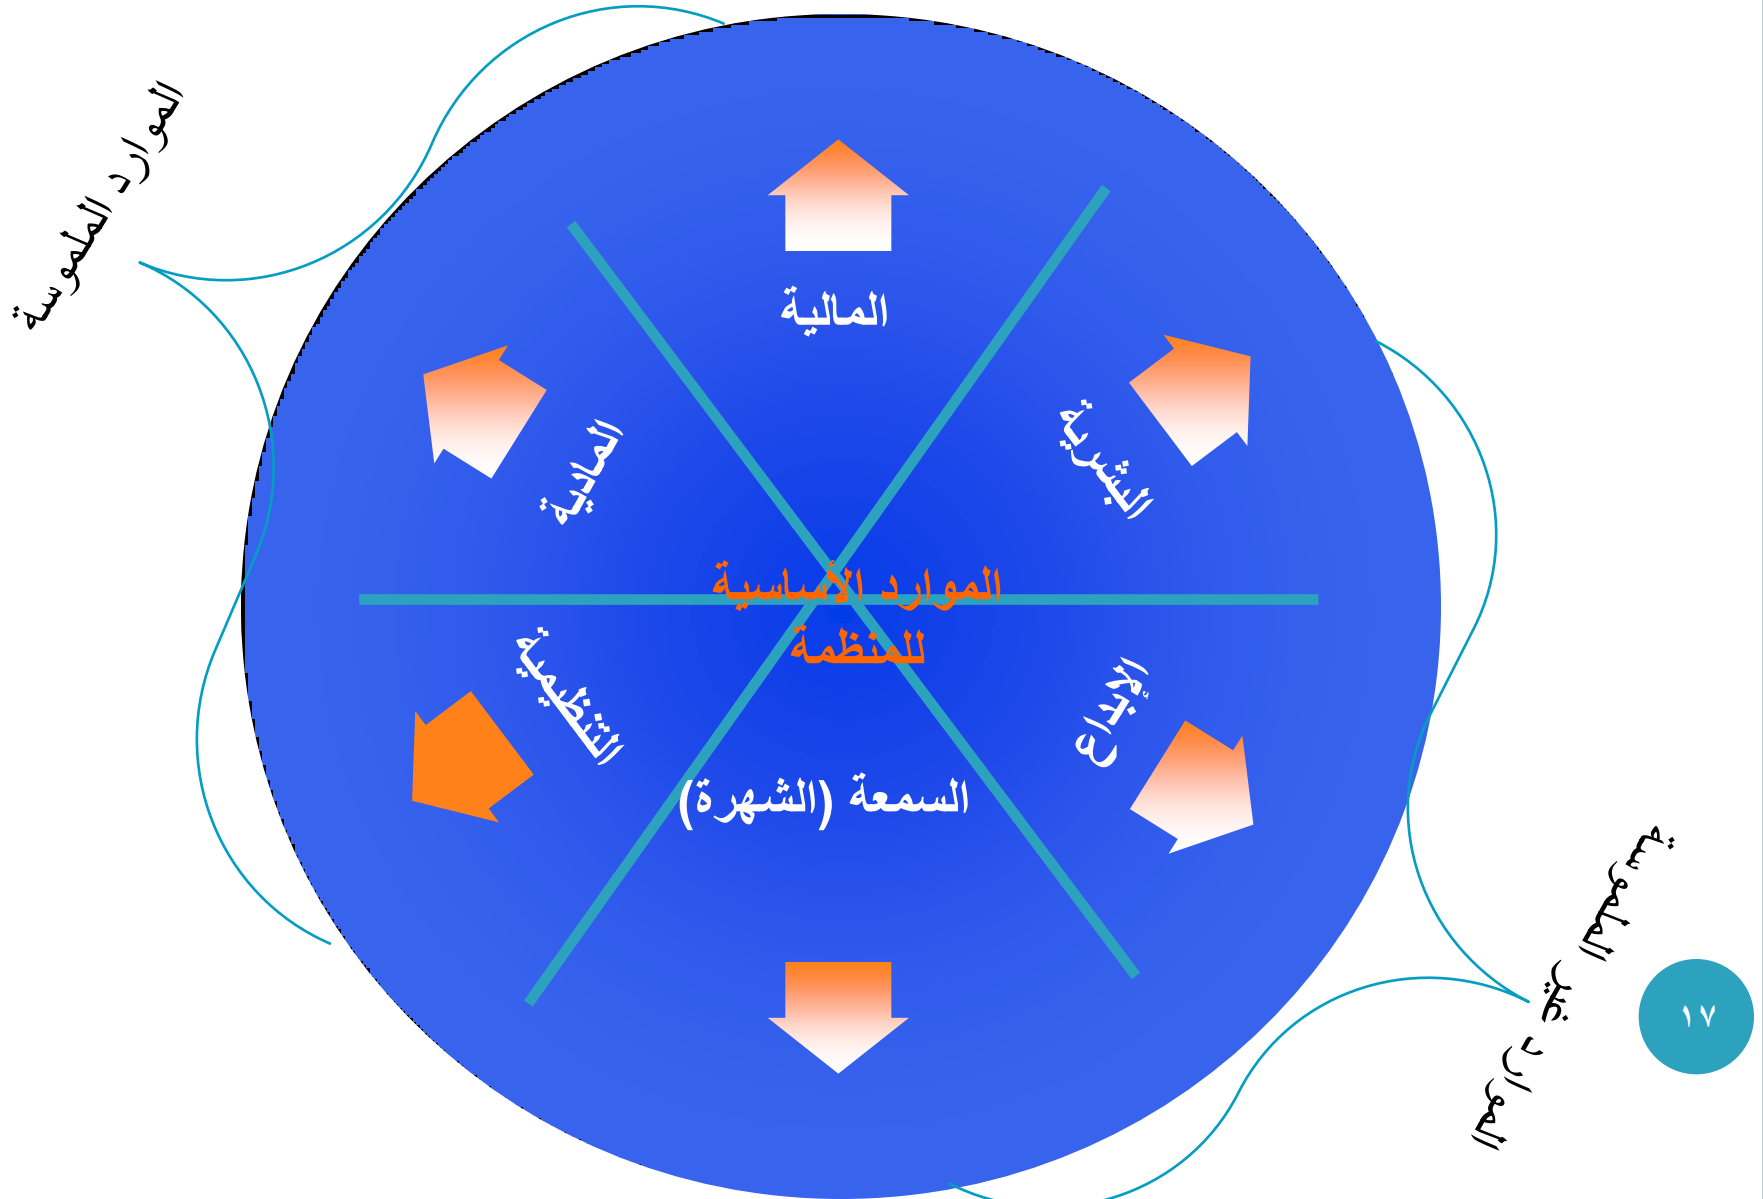 الموارد الملموسة
المالية
البشرية
المادية
الموارد الأساسية
للمنظمة
التنظيمية
الإبداع
السمعة (الشهرة)
الموارد غير الملموسة
١٧